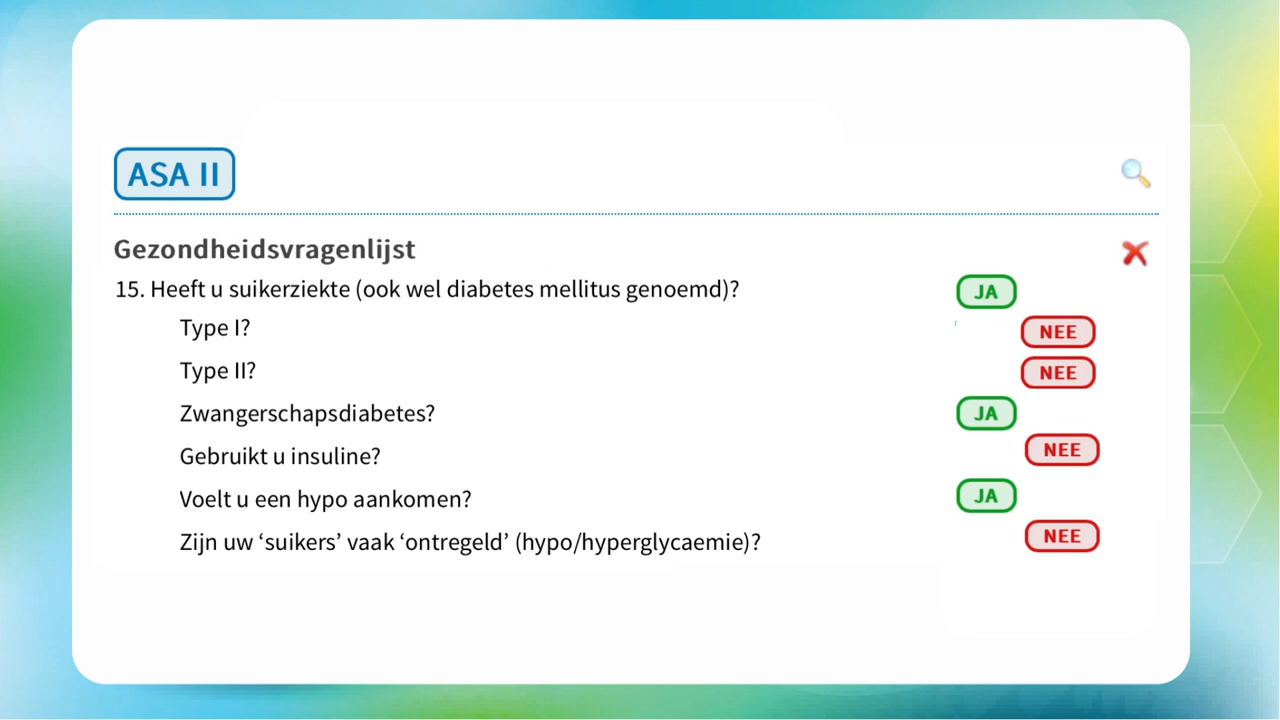 ASA II
Gezondheidsvragenlijst
15. Heeft u suikerziekte (ook wel diabetes mellitus genoemd)? JA
Type I? NEE
Type II? NEE
Zwangerschapsdiabetes? JA
Gebruikt u insuline? NEE
Voelt u een hypo aankomen? JA
Zijn uw ‘suikers’ vaak ‘ontregeld’ (hypo/hyperglycaemie)? NEE